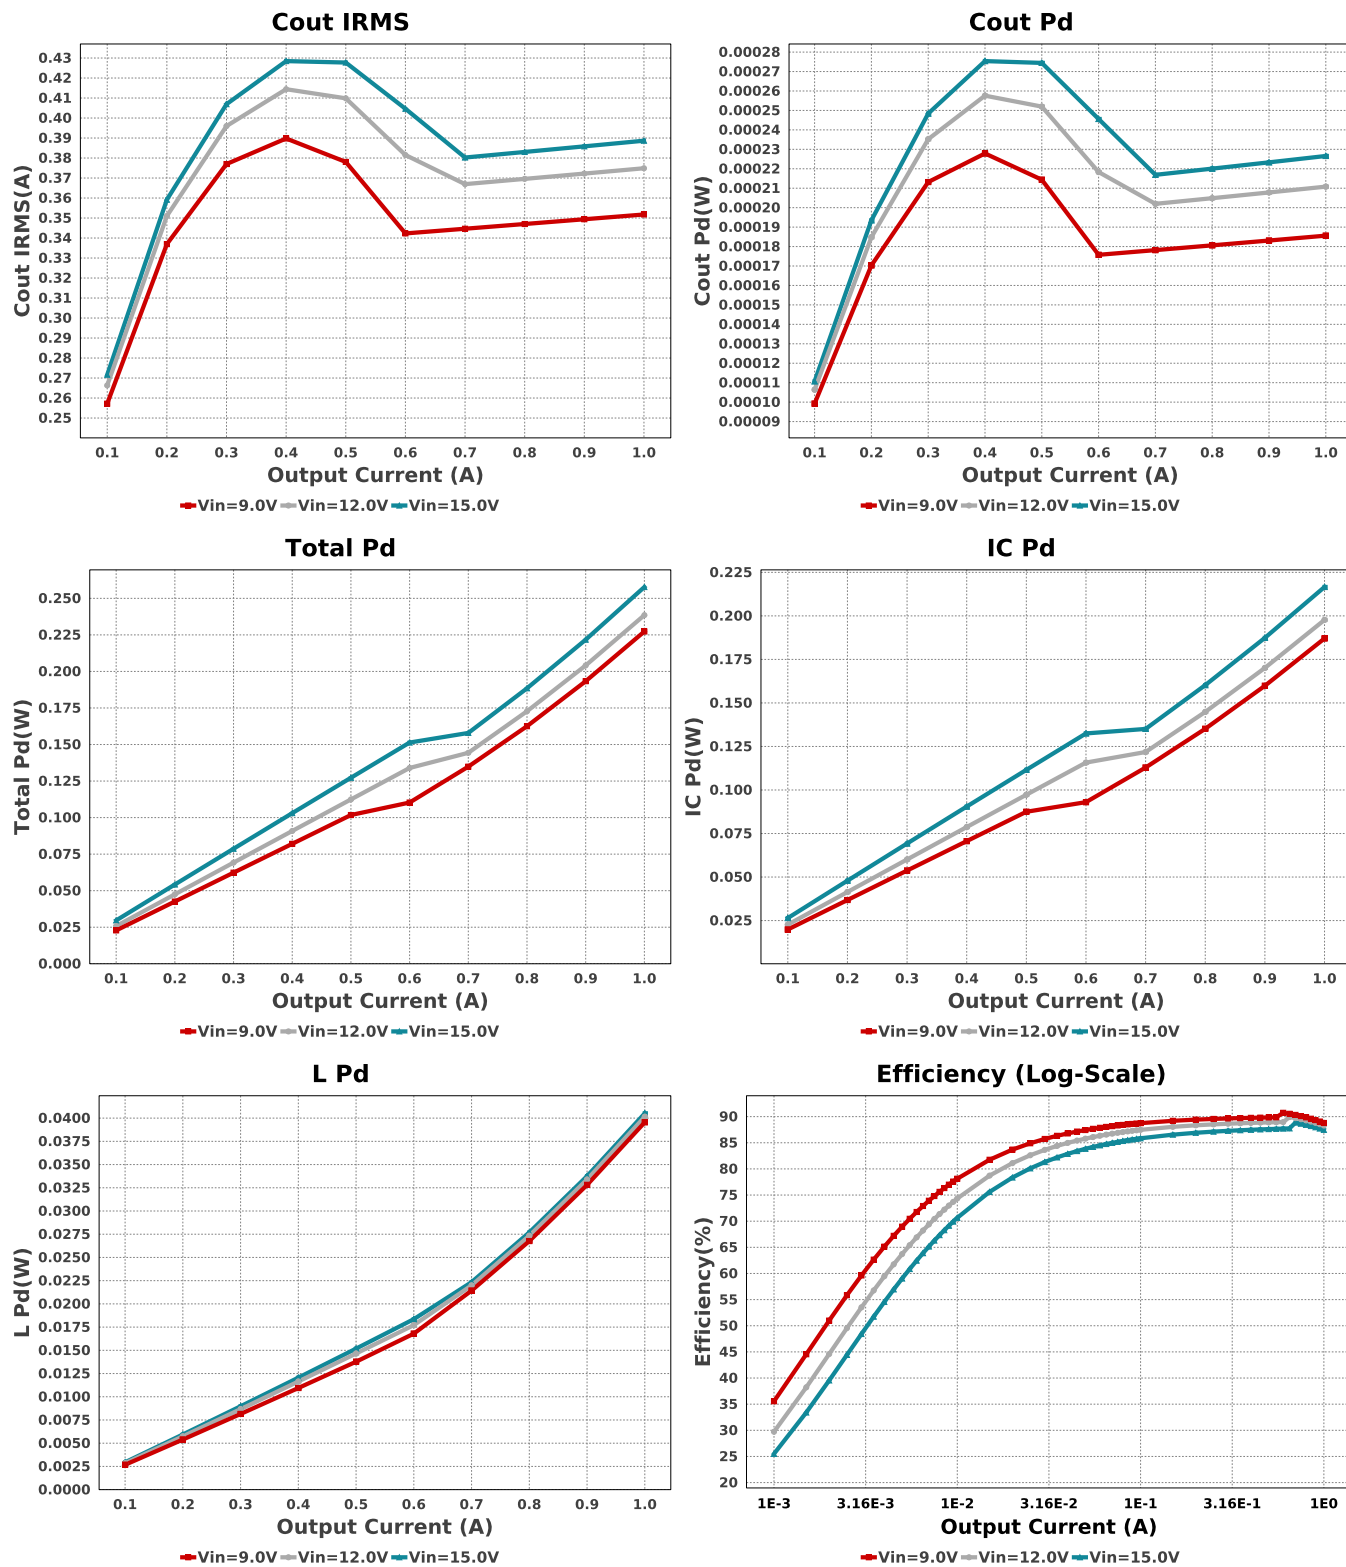 Cout IRMS
Cout IRMS(A)
0.43
0.42
0.41
0.40
0.39
0.38
0.37
0.36
0.35
0.34
0.33
0.32
0.31
0.30
0.29
0.28
0.27
0.26
0.25
0.1 0.2 0.3 0.4 0.5 0.6 0.7 0.8 0.9 1.0
Output Current (A)
Vin=9.0V Vin=12.0V Vin=15.0V
Cout Pd
Cout Pd(W)
0.00028
0.00027
0.00025
0.00024
0.00023
0.00022
0.00021
0.00020
0.00018
0.00017
0.00015
0.00014
0.00013
0.00012
0.00011
0.00010
0.00009
0.1 0.2 0.3 0.4 0.5 0.6 0.7 0.8 0.9 1.0
Output Current (A)
Vin=9.0V Vin=12.0V Vin=15.0V
Total Pd
Total Pd(W)
0.250
0.225
0.200
0.175
0.150
0.125
0.100
0.075
0.050
0.025
0.000
0.1 0.2 0.3 0.4 0.5 0.6 0.7 0.8 0.9 1.0
Output Current (A)
Vin=9.0V Vin=12.0V Vin=15.0V
IC Pd
IC Pd(W)
0.225
0.200
0.175
0.150
0.125
0.100
0.075
0.050
0.025
0.1 0.2 0.3 0.4 0.5 0.6 0.7 0.8 0.9 1.0
Output Current (A)
Vin=9.0V Vin=12.0V Vin=15.0V
L Pd
L Pd(W)
0.0400
0.0375
0.0350
0.0325
0.0300
0.0275
0.0250
0.0225
0.0200
0.0175
0.0150
0.0125
0.0100
0.0075
0.0050
0.0025
0.0000
0.1 0.2 0.3 0.4 0.5 0.6 0.7 0.8 0.9 1.0
Output Current (A)
Vin=9.0V Vin=12.0V Vin=15.0V
Efficiency (Log-Scale)
Efficiency(%)
90
85
80
75
70
65
60
55
50
45
40
35
30
25
20
1E-3 3.16E-3 1E-2 3.16E-2 1E-1 3.16E-1 1E0
Output Current (A)
Vin=9.0V Vin=12.0V Vin=15.0V